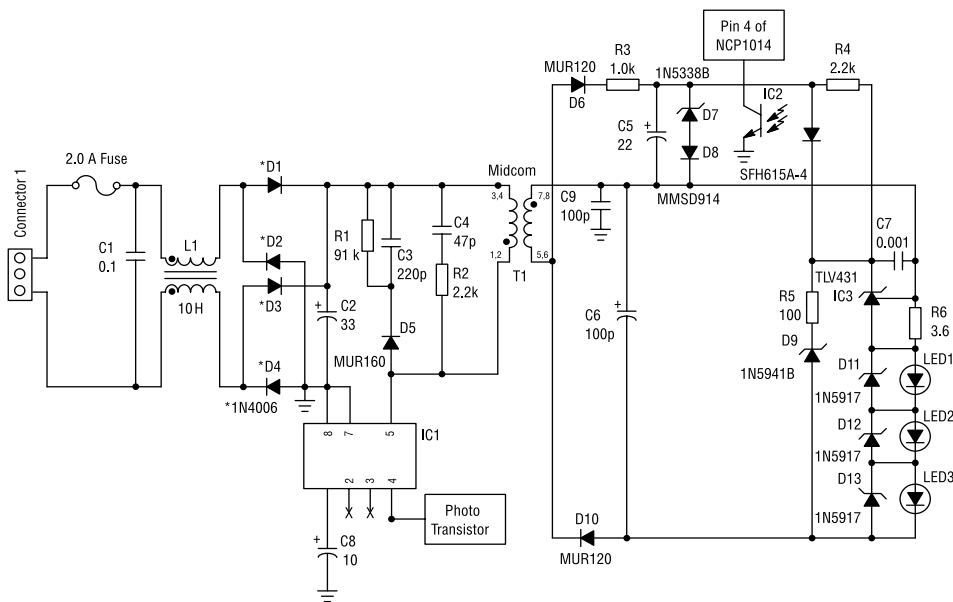 Pin 4 of
NCP1014
R3
1.0k
R4
2.2k
MUR120
D6
1N5338B
IC2
D7
C5
+
22
D8
SFH615A-4
MMSD914
Connector 1
2.0 A Fuse
*D1
Midcom
3,4
7,8
C9
100p
C1
0.1
L1
10H
*D2
*D3
R1
91 k
C4
47p
C3
220p
R2
2.2k
1,2
5,6
T1
C7
0.001
TLV431
IC3
+
C2
33
D5
MUR160
+
C6
100p
R5
100
D9
1N5941B
R6
3.6
*D4
*1N4006
D11
1N5917
LED1
D12
1N5917
LED2
D13
1N5917
LED3
8
7
5
IC1
2
3
4
Photo
Transistor
+
C8
10
D10
MUR120